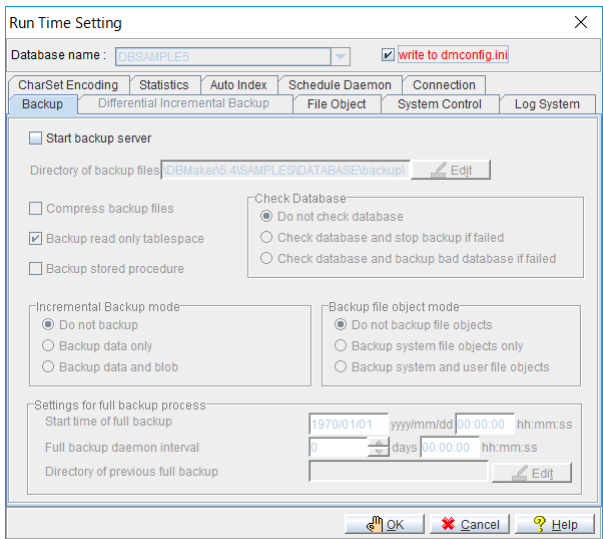 Run Time Setting
Database name : DBSAMPLE5 write to dmconfig.ini
CharSet Encoding Statistics Auto Index Schedule Daemon Connection
Backup Differential Incremental Backup File Object System Control Log System
Start backup server
Directory of backup files \DBMaker\5.4\SAMPLES\DATABASE\backup\ Edit
Compress backup files
Backup read only tablespace
Backup stored procedure
Check Database
Do not check database
Check database and stop backup if failed
Check database and backup bad database if failed
Incremental Backup mode
Do not backup
Backup data only
Backup data and blob
Backup file object mode
Do not backup file objects
Backup system file objects only
Backup system and user file objects
Settings for full backup process
Start time of full backup 1970/01/01 yyyy/mm/dd 00:00:00 hh:mm:ss
Full backup daemon interval 0 days 00:00:00 hh:mm:ss
Directory of previous full backup Edit
OK Cancel Help